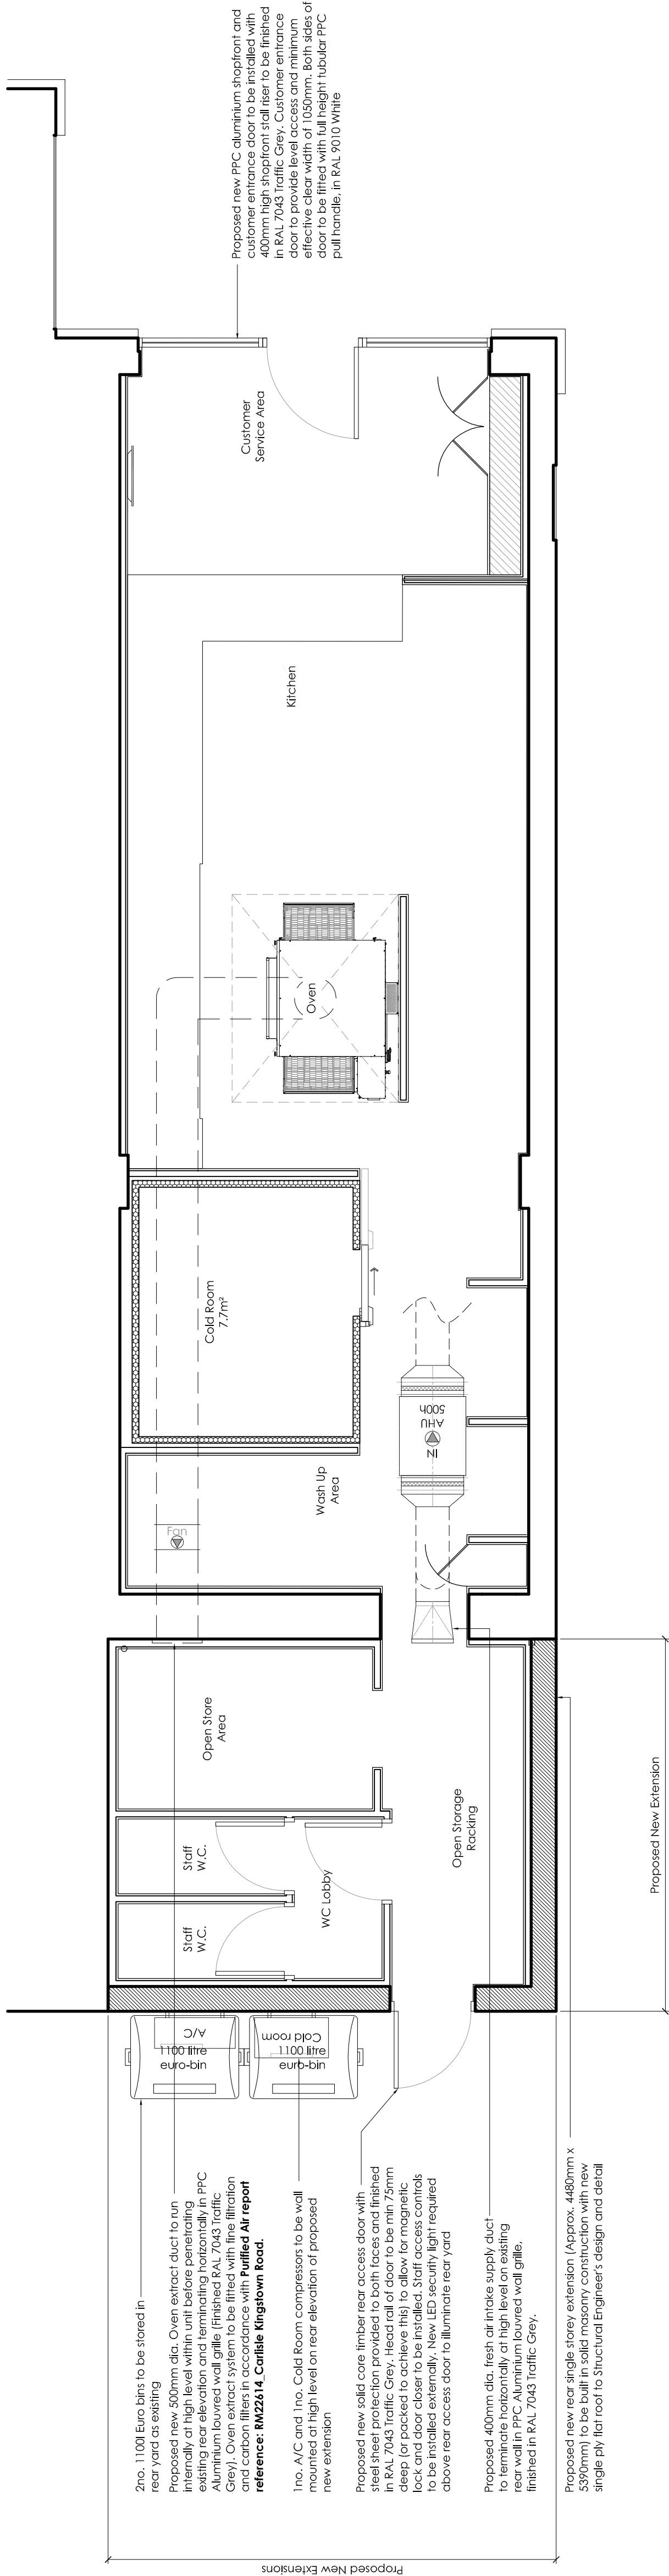 2no. 1100l Euro bins to be stored in
rear yard as existing
Proposed new 500mm dia. Oven extract duct to run
internally at high level within unit before penetrating
existing rear elevation and terminating horizontally in PPC
Aluminium louvred wall grille (Finished RAL 7043 Traffic
Grey). Oven extract system to be fitted with fine filtration
and carbon filters in accordance with Purified Air report
reference: RM22614_Carlisle Kingstown Road.
1no. A/C and 1no. Cold Room compressors to be wall
mounted at high level on rear elevation of proposed
new extension
Proposed new solid core timber rear access door with
steel sheet protection provided to both faces and finished
in RAL 7043 Traffic Grey. Head rail of door to be min 75mm
deep (or packed to achieve this) to allow for magnetic
lock and door closer to be installed. Staff access controls
to be installed externally. New LED security light required
above rear access door to illuminate rear yard
Proposed 400mm dia. fresh air intake supply duct
to terminate horizontally at high level on existing
rear wall in PPC Aluminium louvred wall grille,
finished in RAL 7043 Traffic Grey.
Proposed new rear single storey extension (Approx. 4480mm x
5390mm) to be built in solid masonry construction with new
single ply flat roof to Structural Engineer's design and detail
Proposed New Extensions
A/C
1100 litre
euro-bin
Cold room
1100 litre
euro-bin
Staff
W.C.
Staff
W.C.
WC Lobby
Open Store
Area
Open Storage
Racking
Proposed New Extension
Fan
Wash Up
Area
IN
AHU
500h
Cold Room
7.7m²
Oven
Kitchen
Customer
Service Area
Proposed new PPC aluminium shopfront and
customer entrance door to be installed with
400mm high shopfront stall riser to be finished
in RAL 7043 Traffic Grey. Customer entrance
door to provide level access and minimum
effective clear width of 1050mm. Both sides of
door to be fitted with full height tubular PPC
pull handle, in RAL 9010 White